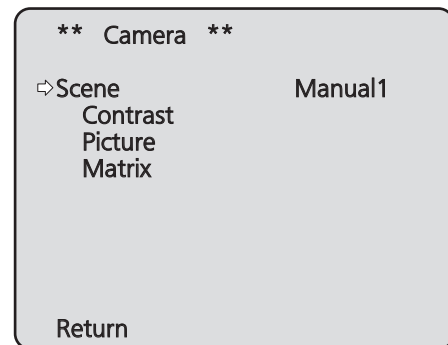 ** Camera **
⇨Scene Manual1
Contrast
Picture
Matrix
Return